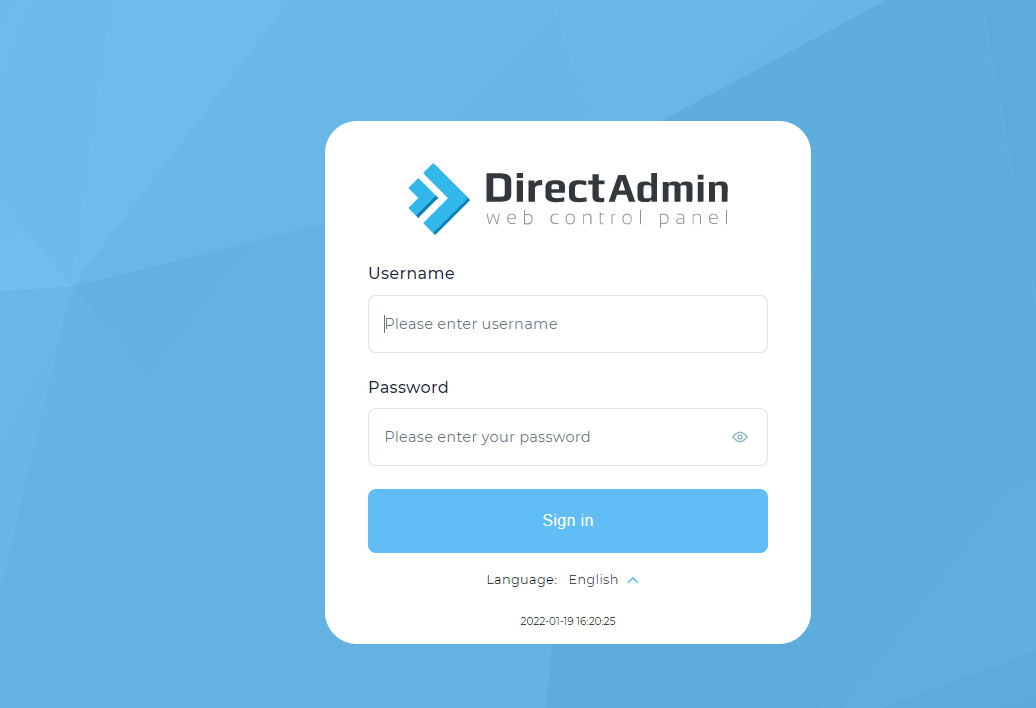 DirectAdmin
web control panel
Username
Please enter username
Password
Please enter your password
Sign in
Language: English
2022-01-19 16:20:25